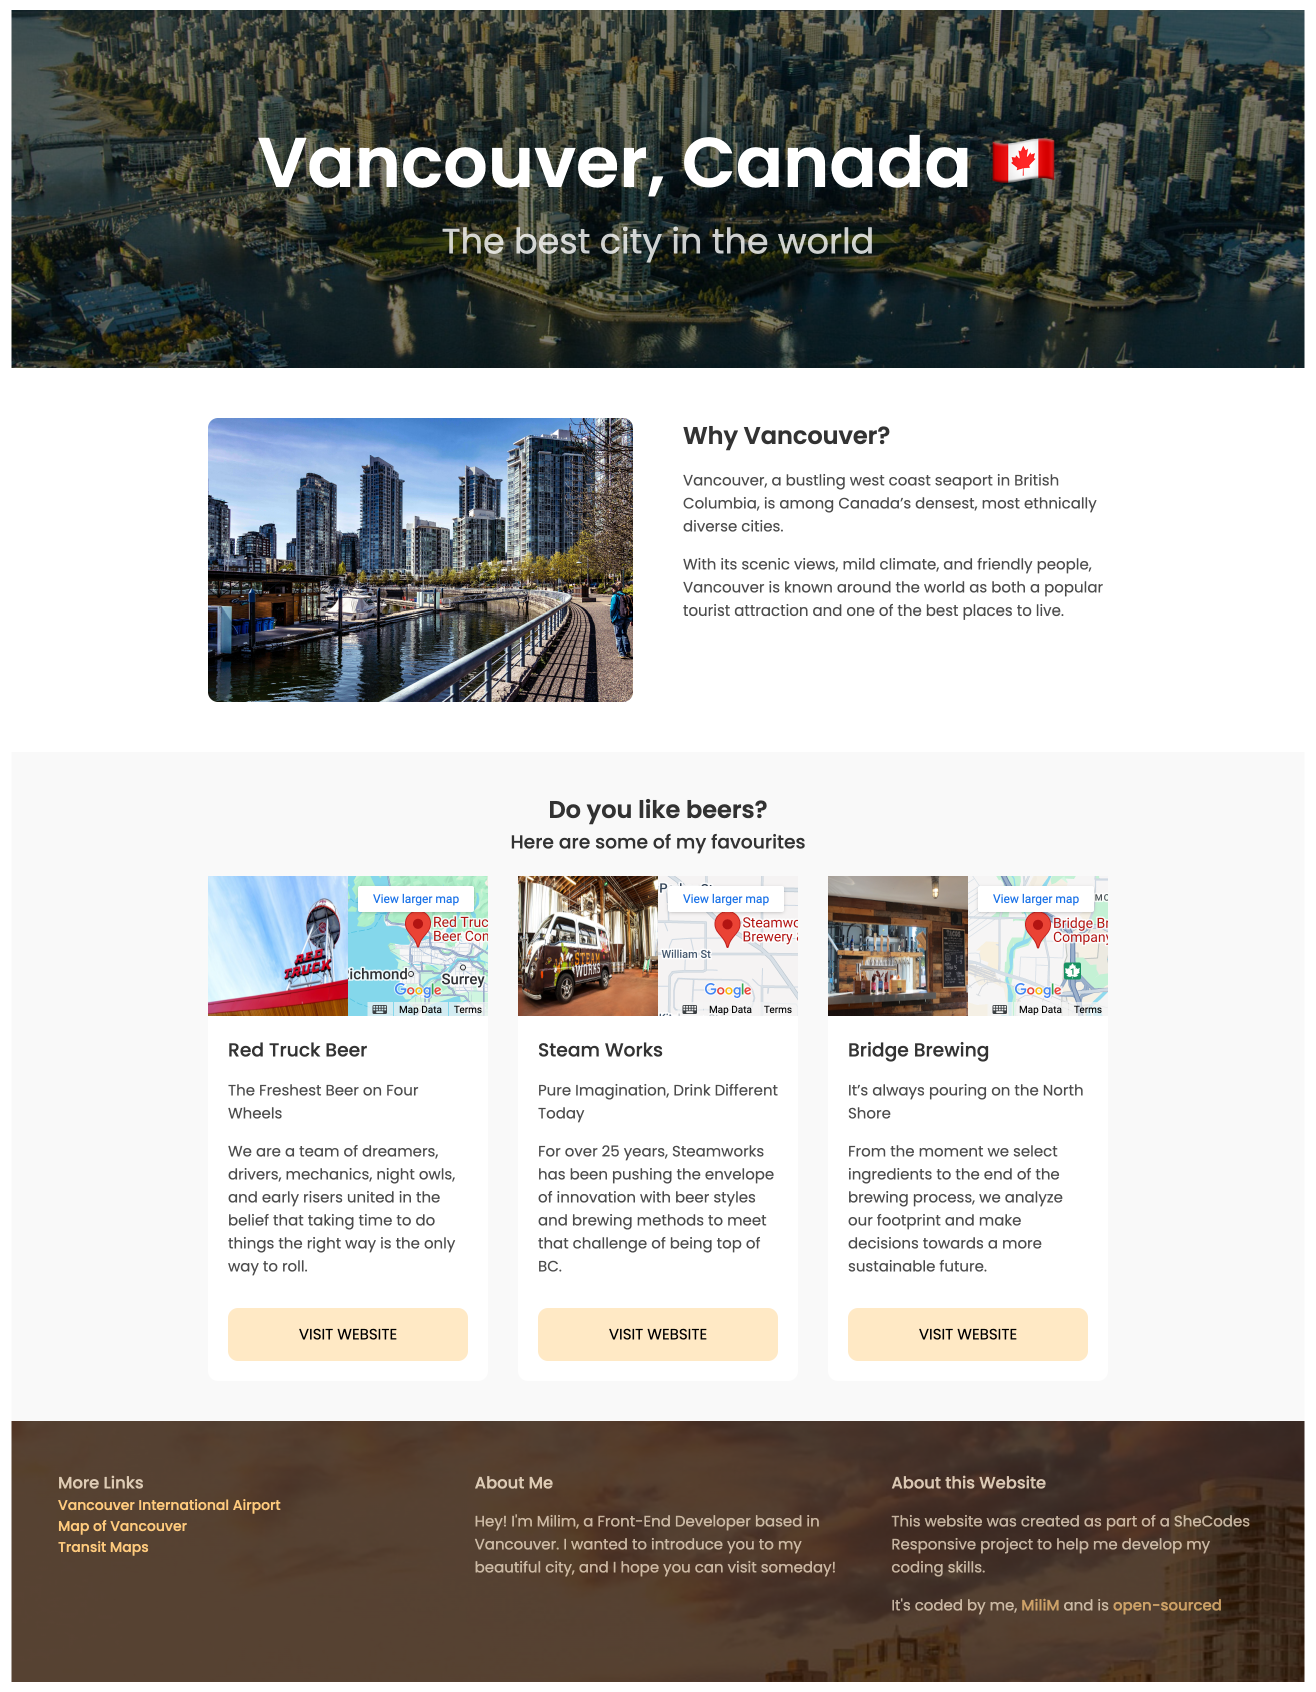 Vancouver, Canada
The best city in the world
Why Vancouver?
Vancouver, a bustling west coast seaport in British
Columbia, is among Canada’s densest, most ethnically
diverse cities.
With its scenic views, mild climate, and friendly people,
Vancouver is known around the world as both a popular
tourist attraction and one of the best places to live.
Do you like beers?
Here are some of my favourites
RED
TRUCK
View larger map
Red Truc
Beer Con
ichmond
Surrey
Google
Map Data
Terms
STEAM
WORKS
View larger map
Steamwo
Brewery
William St
Google
Map Data
Terms
View larger map
Bridge Br
Company
1
Google
Map Data
Terms
Red Truck Beer
The Freshest Beer on Four
Wheels
We are a team of dreamers,
drivers, mechanics, night owls,
and early risers united in the
belief that taking time to do
things the right way is the only
way to roll.
VISIT WEBSITE
Steam Works
Pure Imagination, Drink Different
Today
For over 25 years, Steamworks
has been pushing the envelope
of innovation with beer styles
and brewing methods to meet
that challenge of being top of
BC.
VISIT WEBSITE
Bridge Brewing
It’s always pouring on the North
Shore
From the moment we select
ingredients to the end of the
brewing process, we analyze
our footprint and make
decisions towards a more
sustainable future.
VISIT WEBSITE
More Links
Vancouver International Airport
Map of Vancouver
Transit Maps
About Me
Hey! I'm Milim, a Front-End Developer based in
Vancouver. I wanted to introduce you to my
beautiful city, and I hope you can visit someday!
About this Website
This website was created as part of a SheCodes
Responsive project to help me develop my
coding skills.
It's coded by me, MiliM and is open-sourced